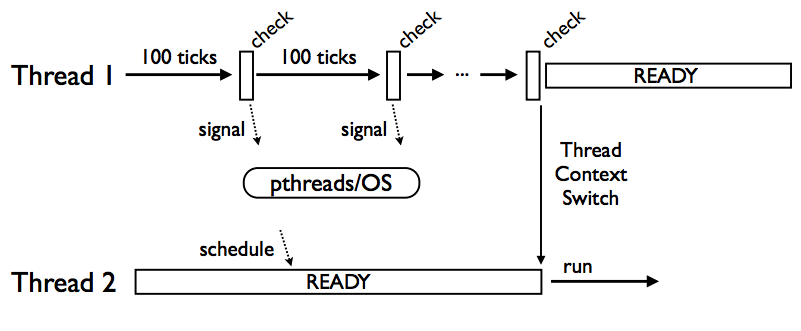 check
check
check
100 ticks
100 ticks
...
Thread 1
READY
signal
signal
pthreads/OS
Thread
Context
Switch
schedule
run
Thread 2
READY